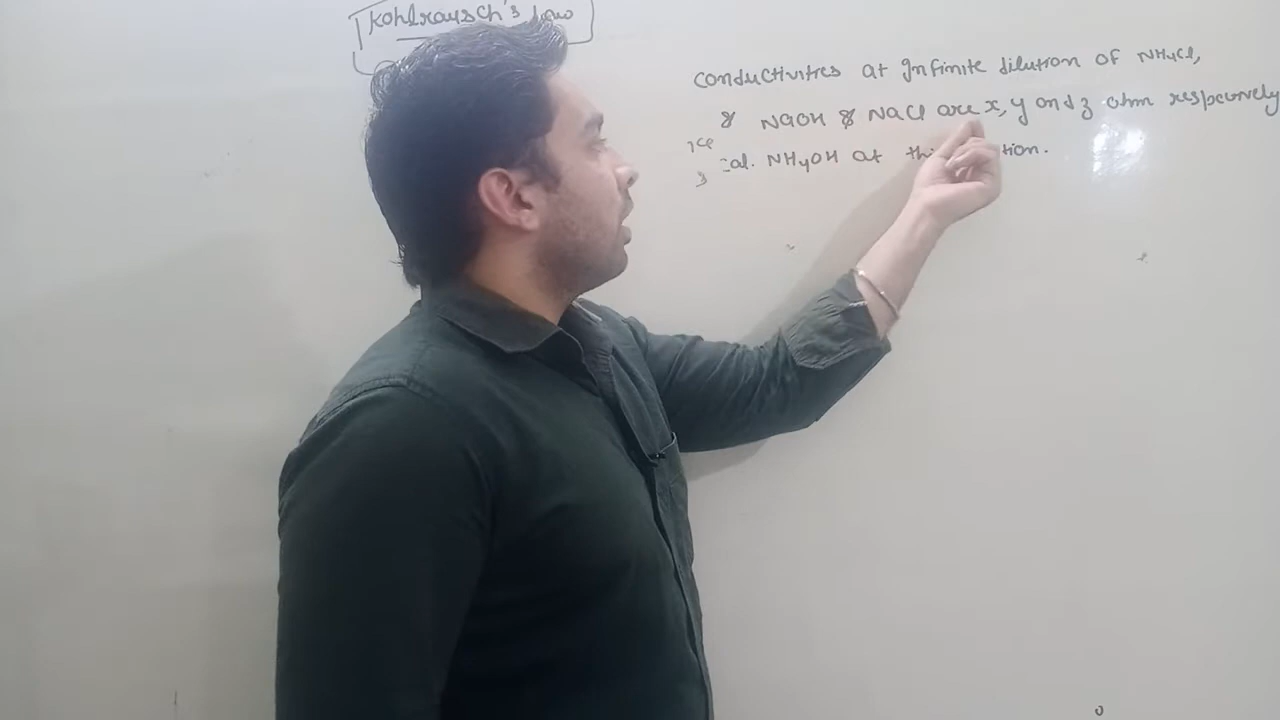 Kohlrausch's Law
conductivities at Infinite dilution of NH4Cl,
& NaOH & NaCl are x, y and z ohm respectively
cal. NH4OH at